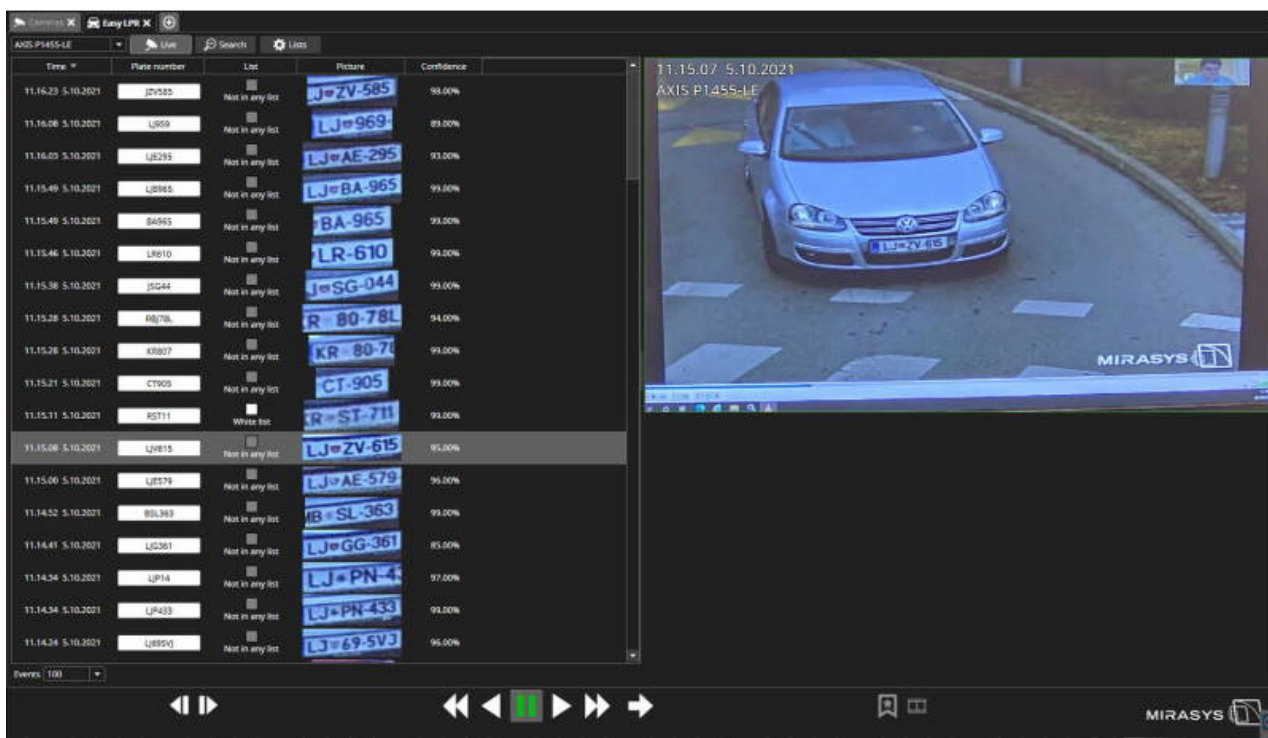 Cameras X Easy LPR X
AXIS P1455-LE Live Search Lists
Time Plate number List Picture Confidence
11.16.23 5.10.2021 JZV585 Not in any list J ZV-585 98.00%
11.16.08 5.10.2021 LJ959 Not in any list LJ 969- 89.00%
11.16.03 5.10.2021 LJE295 Not in any list LJ AE-295 93.00%
11.15.49 5.10.2021 LJB965 Not in any list LJ BA-965 99.00%
11.15.49 5.10.2021 BA965 Not in any list BA-965 99.00%
11.15.46 5.10.2021 LR610 Not in any list LR-610 99.00%
11.15.38 5.10.2021 JSG44 Not in any list J SG-044 99.00%
11.15.28 5.10.2021 RBJ78L Not in any list R 80-78L 94.00%
11.15.28 5.10.2021 KR807 Not in any list KR 80-78 99.00%
11.15.21 5.10.2021 CT905 Not in any list CT-905 99.00%
11.15.11 5.10.2021 RST11 White list KR ST-711 99.00%
11.15.08 5.10.2021 LJV615 Not in any list LJ ZV-615 95.00%
11.15.00 5.10.2021 LJE579 Not in any list LJ AE-579 96.00%
11.14.52 5.10.2021 BSL363 Not in any list MB SL-363 99.00%
11.14.41 5.10.2021 LJG361 Not in any list LJ GG-361 85.00%
11.14.34 5.10.2021 LJP14 Not in any list LJ PN-43 97.00%
11.14.34 5.10.2021 LJP433 Not in any list LJ PN-433 99.00%
11.14.24 5.10.2021 LJ695VJ Not in any list LJ 69-5VJ 96.00%
Events 100
11.15.07 5.10.2021
AXIS P1455-LE
LJ ZV-615
MIRASYS
MIRASYS